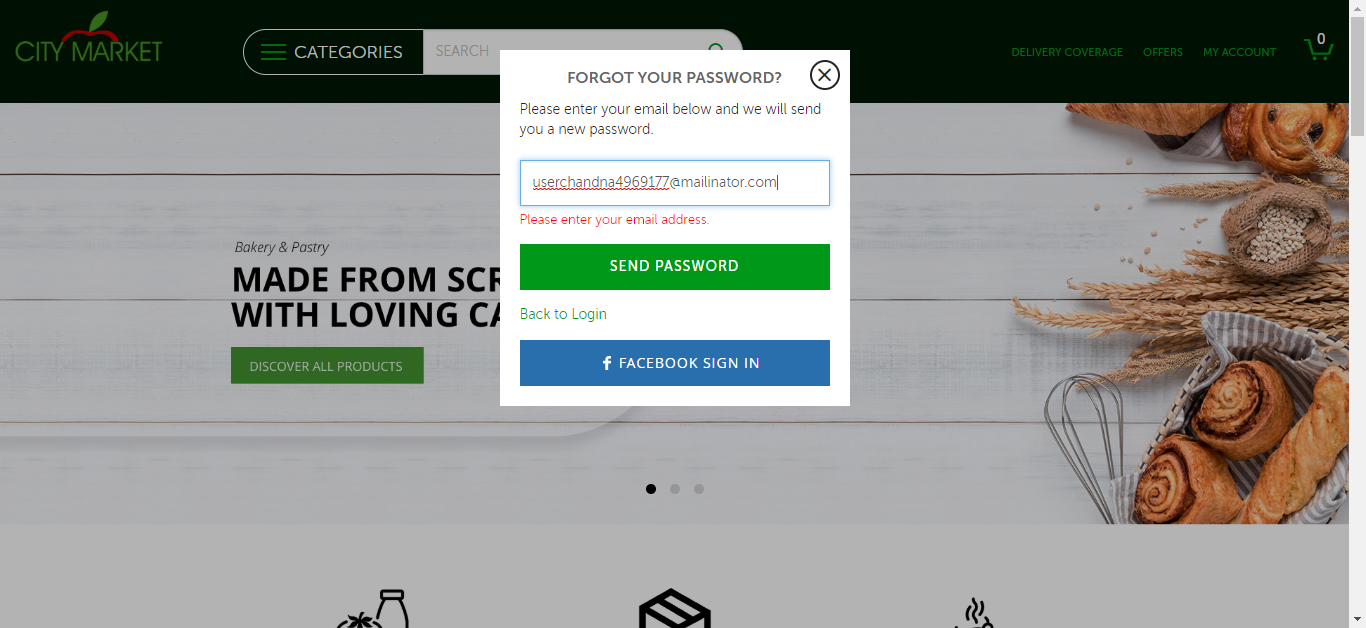 CITY MARKET
CATEGORIES
SEARCH
DELIVERY COVERAGE
OFFERS
MY ACCOUNT
0
FORGOT YOUR PASSWORD?
Please enter your email below and we will send
you a new password.
userchandna4969177@mailinator.com
Please enter your email address.
SEND PASSWORD
Back to Login
f FACEBOOK SIGN IN
Bakery & Pastry
MADE FROM SCR
WITH LOVING CA
DISCOVER ALL PRODUCTS